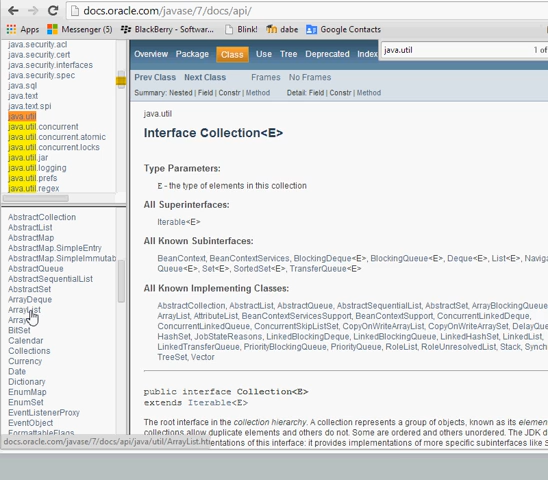 docs.oracle.com/javase/7/docs/api/
Apps
Messenger (5)
BlackBerry - Softwar...
Blink!
dabe
Google Contacts
java.security.acl
java.security.cert
java.security.interfaces
java.security.spec
java.sql
java.text
java.text.spi
java.util
java.util.concurrent
java.util.concurrent.atomic
java.util.concurrent.locks
java.util.jar
java.util.logging
java.util.prefs
java.util.regex
AbstractCollection
AbstractList
AbstractMap
AbstractMap.SimpleEntry
AbstractMap.SimpleImmutab
AbstractQueue
AbstractSequentialList
AbstractSet
ArrayDeque
ArrayList
Array
BitSet
Calendar
Collections
Currency
Date
Dictionary
EnumMap
EnumSet
EventListenerProxy
EventObject
FormattableFlags
docs.oracle.com/javase/7/docs/api/java/util/ArrayList.ht
Overview Package Class Use Tree Deprecated Index
java.util
1 of
Prev Class Next Class Frames No Frames
Summary: Nested | Field | Constr | Method Detail: Field | Constr | Method
java.util
Interface Collection<E>
Type Parameters:
E - the type of elements in this collection
All Superinterfaces:
Iterable<E>
All Known Subinterfaces:
BeanContext, BeanContextServices, BlockingDeque<E>, BlockingQueue<E>, Deque<E>, List<E>, Naviga
Queue<E>, Set<E>, SortedSet<E>, TransferQueue<E>
All Known Implementing Classes:
AbstractCollection, AbstractList, AbstractQueue, AbstractSequentialList, AbstractSet, ArrayBlockingQueue
ArrayList, AttributeList, BeanContextServicesSupport, BeanContextSupport, ConcurrentLinkedDeque,
ConcurrentLinkedQueue, ConcurrentSkipListSet, CopyOnWriteArrayList, CopyOnWriteArraySet, DelayQue
HashSet, JobStateReasons, LinkedBlockingDeque, LinkedBlockingQueue, LinkedHashSet, LinkedList,
LinkedTransferQueue, PriorityBlockingQueue, PriorityQueue, RoleList, RoleUnresolvedList, Stack, Synch
TreeSet, Vector
public interface Collection<E>
extends Iterable<E>
The root interface in the collection hierarchy. A collection represents a group of objects, known as its eleme
collections allow duplicate elements and others do not. Some are ordered and others unordered. The JDK d
entations of this interface: it provides implementations of more specific subinterfaces like S